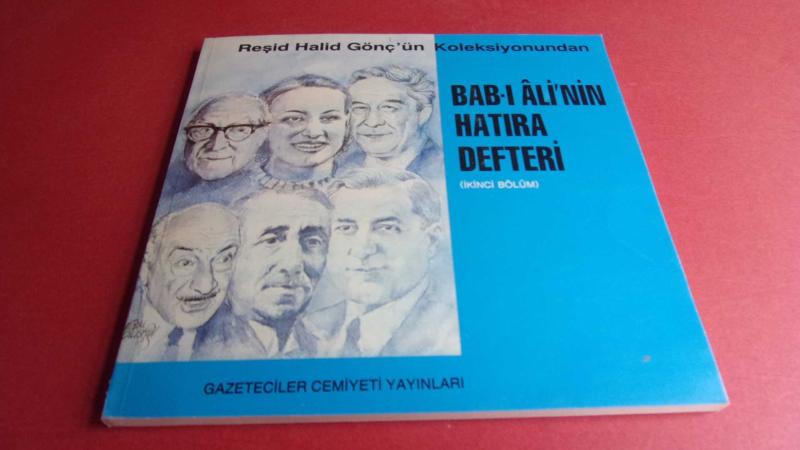 Reşid Halid Gönç'ün Koleksiyonundan
BAB-I ÂLİ'NİN
HATIRA
DEFTERİ
(İKİNCİ BÖLÜM)
GAZETECİLER CEMİYETİ YAYINLARI